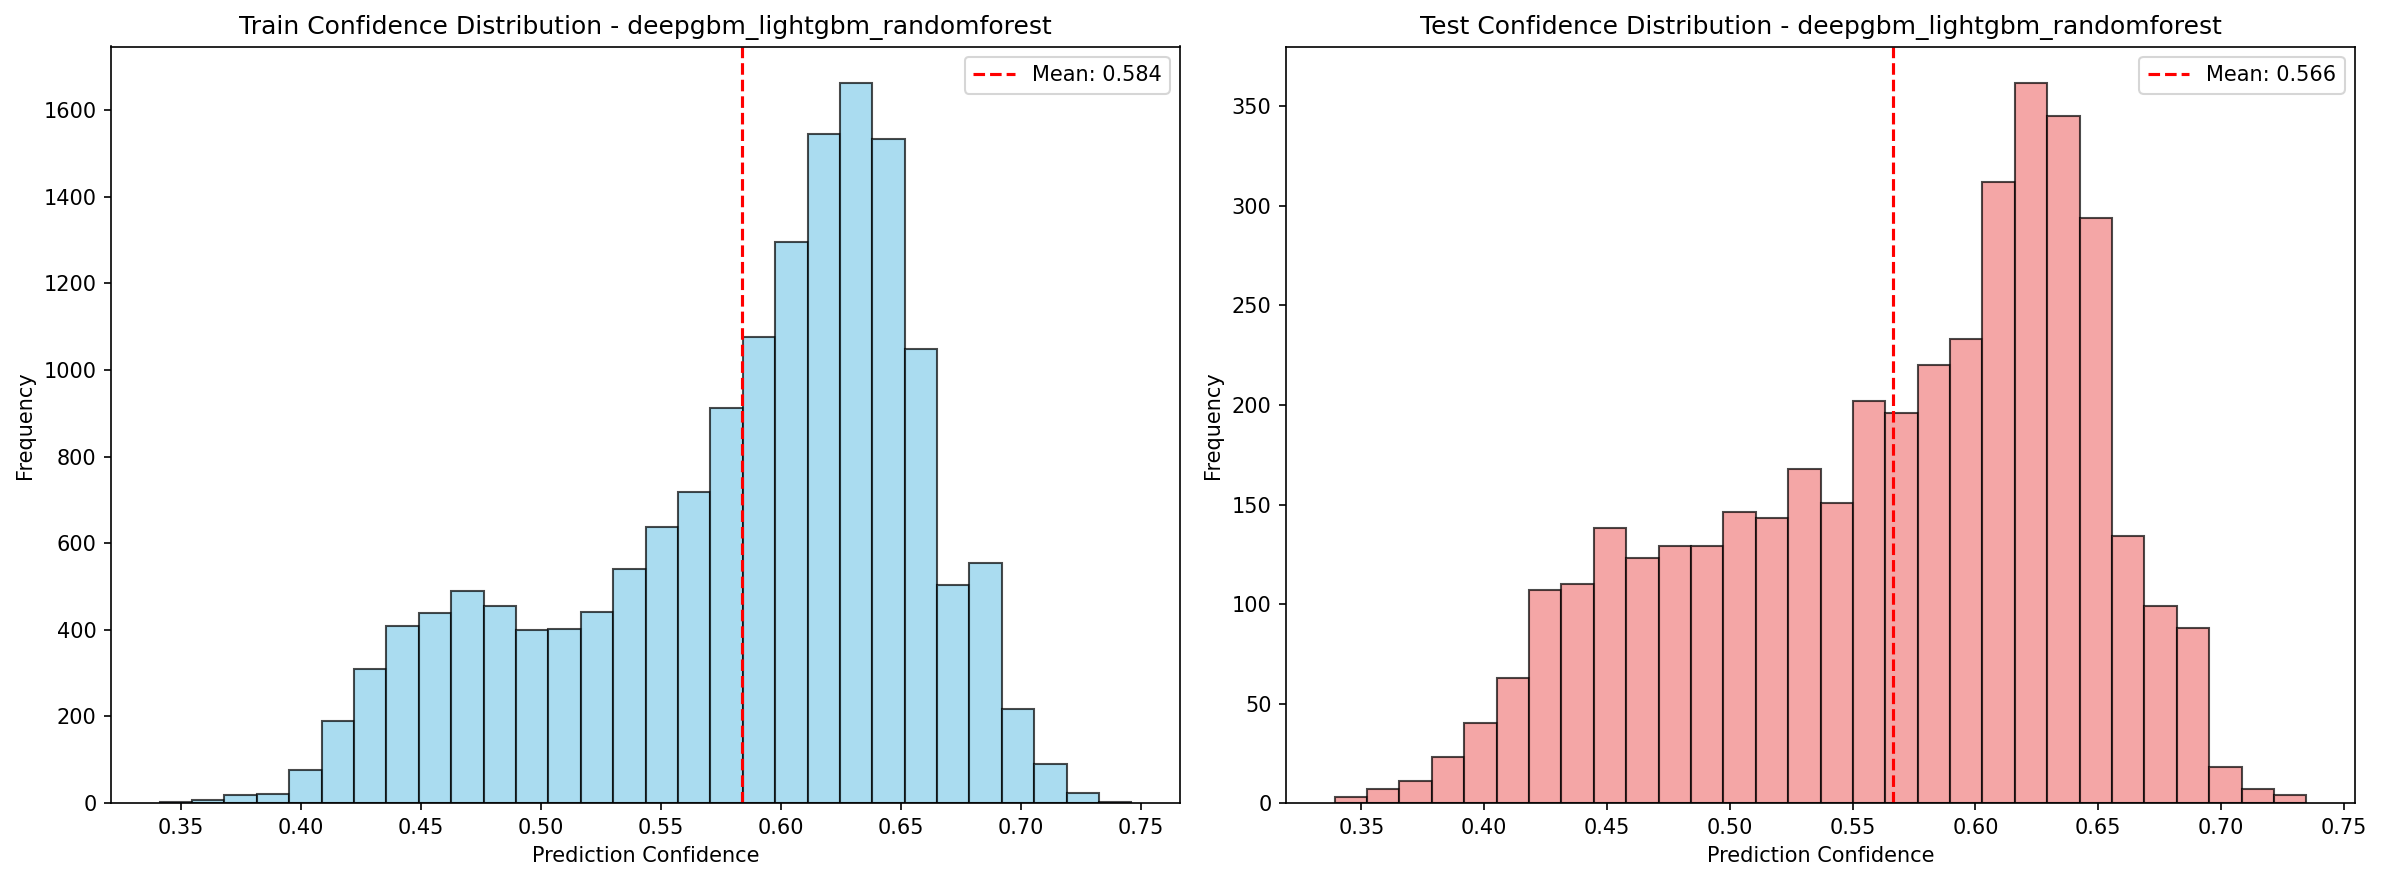 Train Confidence Distribution - deepgbm_lightgbm_randomforest
Mean: 0.584
Frequency
1600
1400
1200
1000
800
600
400
200
0
0.35 0.40 0.45 0.50 0.55 0.60 0.65 0.70 0.75
Prediction Confidence
Test Confidence Distribution - deepgbm_lightgbm_randomforest
Mean: 0.566
Frequency
350
300
250
200
150
100
50
0
0.35 0.40 0.45 0.50 0.55 0.60 0.65 0.70 0.75
Prediction Confidence